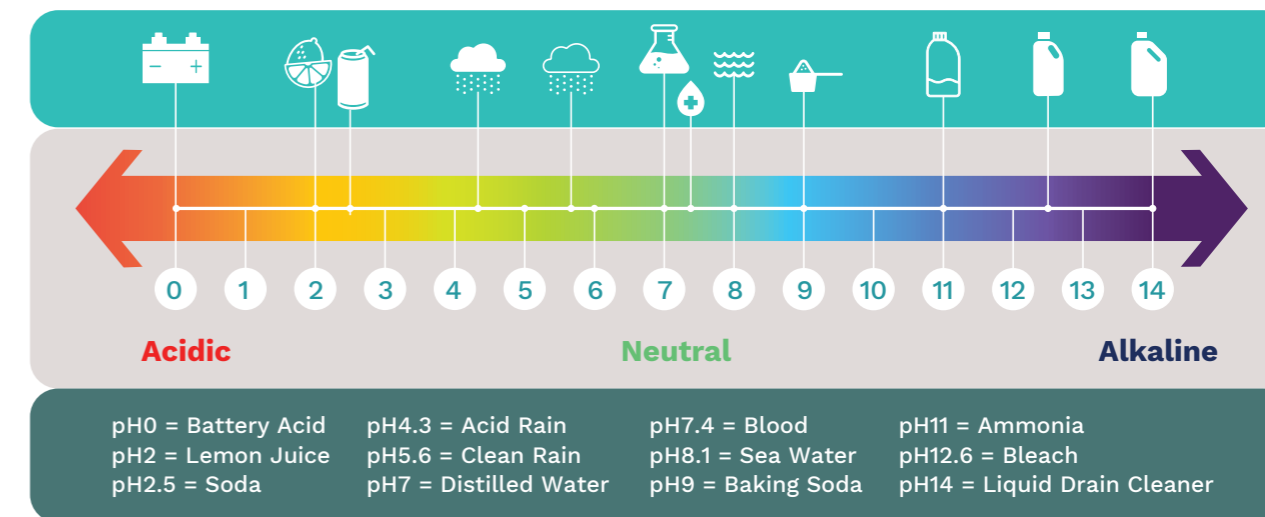 0 1 2 3 4 5 6 7 8 9 10 11 12 13 14
Acidic Neutral Alkaline
pH0 = Battery Acid
pH2 = Lemon Juice
pH2.5 = Soda
pH4.3 = Acid Rain
pH5.6 = Clean Rain
pH7 = Distilled Water
pH7.4 = Blood
pH8.1 = Sea Water
pH9 = Baking Soda
pH11 = Ammonia
pH12.6 = Bleach
pH14 = Liquid Drain Cleaner